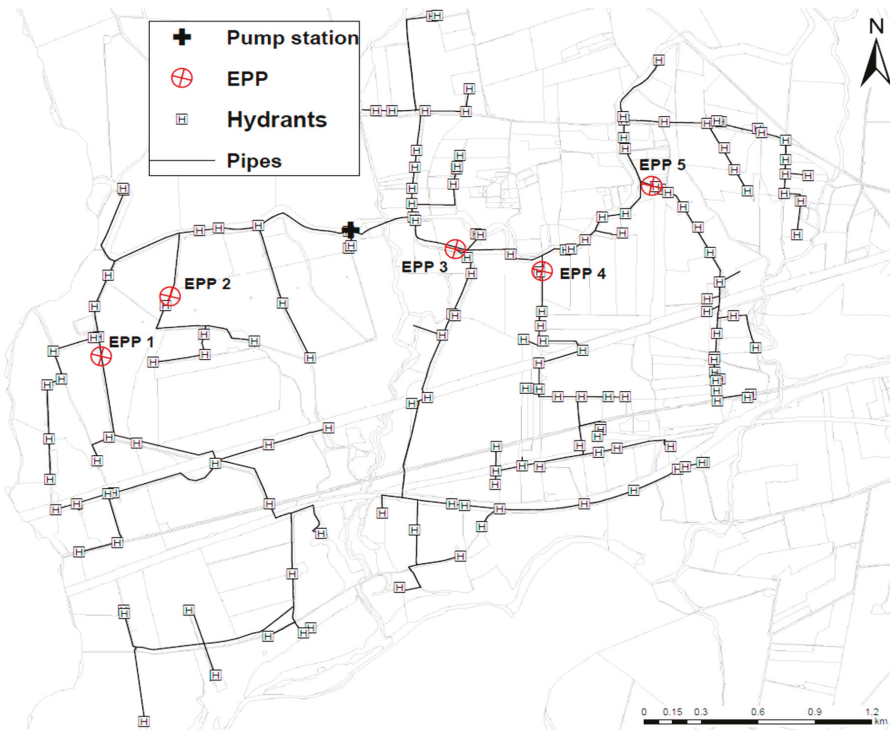 Pump station
EPP
H Hydrants
Pipes
N
EPP 5
EPP 3
EPP 4
EPP 2
EPP 1
0 0.15 0.3 0.6 0.9 1.2
km